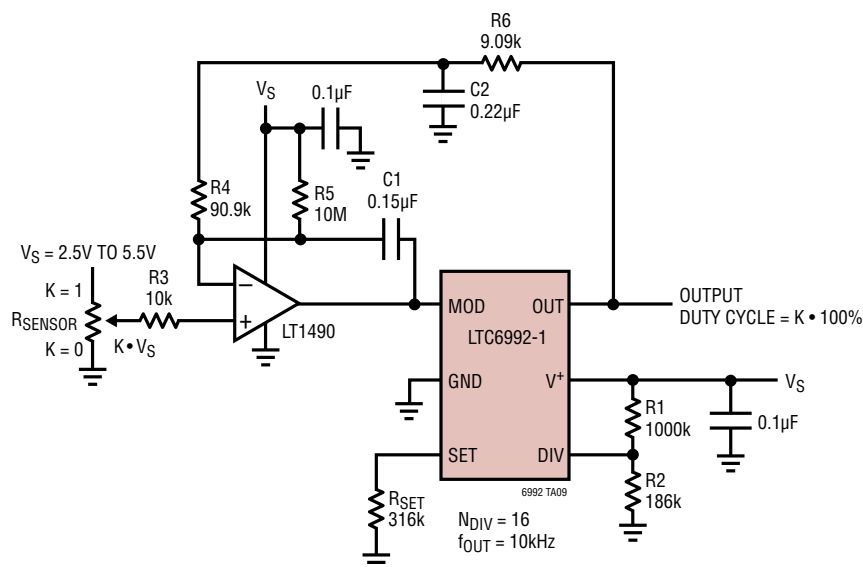 R6
9.09k
VS
0.1µF
C2
0.22µF
C1
0.15µF
R4
90.9k
R5
10M
VS = 2.5V TO 5.5V
K = 1
RSENSOR
K = 0
R3
10k
K • VS
–
+
LT1490
MOD
OUT
LTC6992-1
GND
V+
SET
DIV
OUTPUT
DUTY CYCLE = K • 100%
VS
R1
1000k
0.1µF
R2
186k
6992 TA09
RSET
316k
NDIV = 16
fOUT = 10kHz